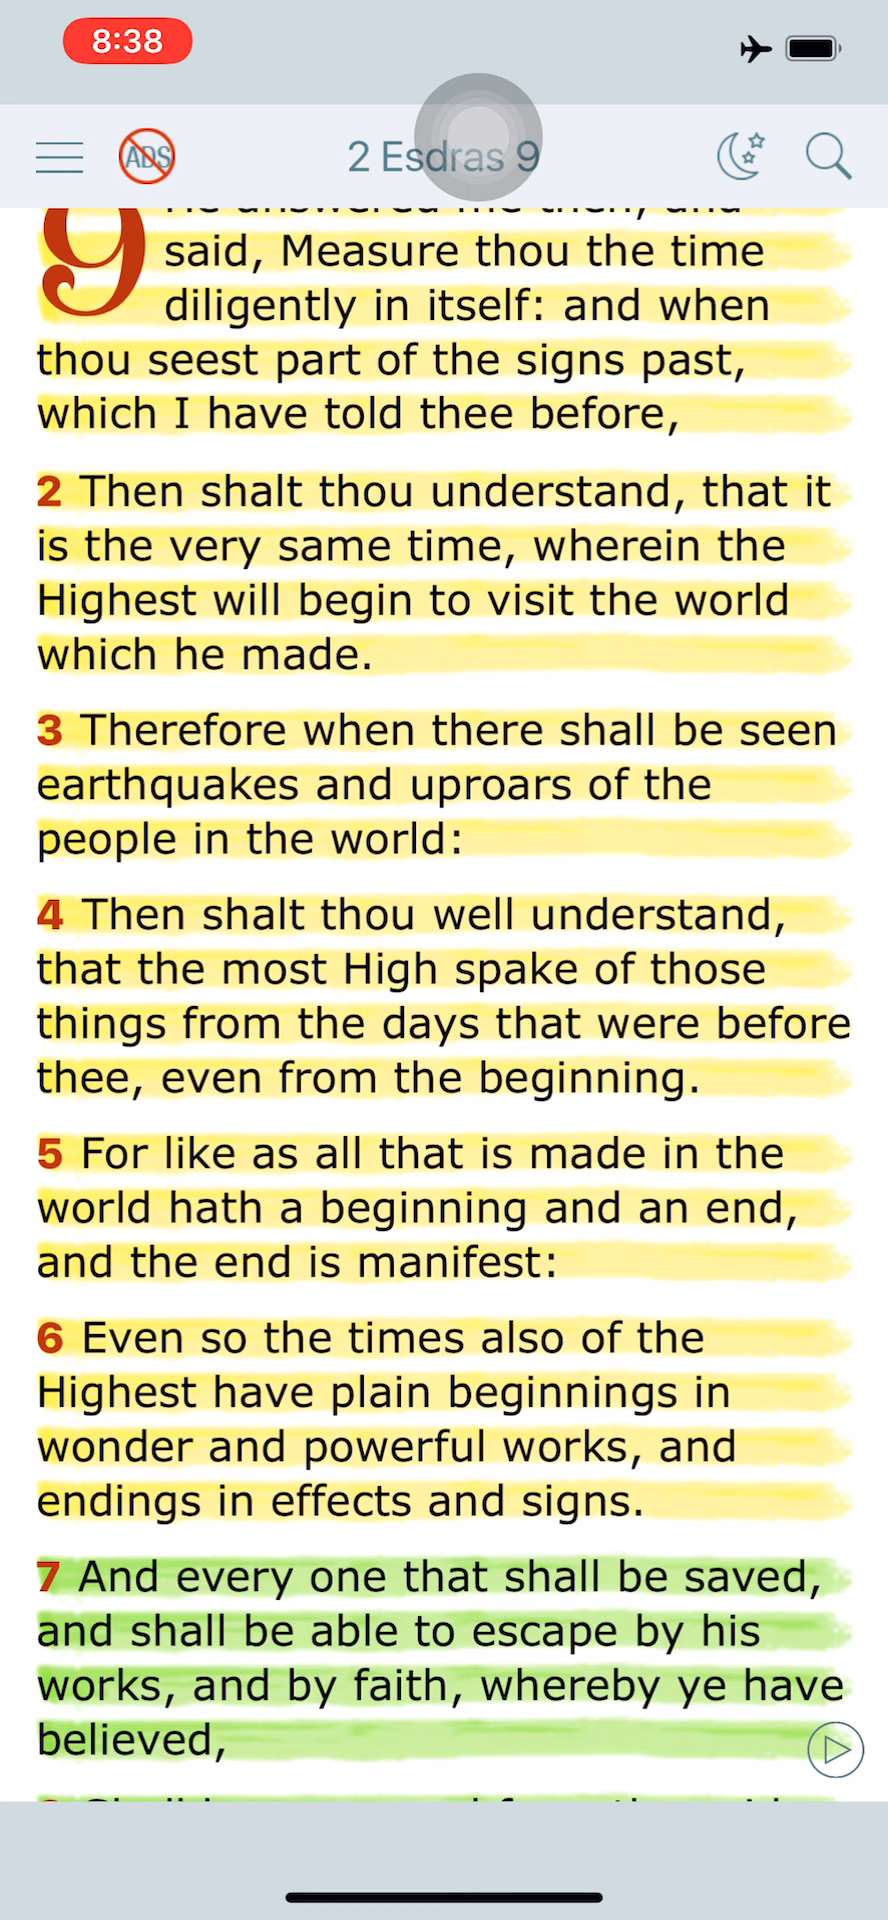 8:38
ADS
2 Esdras 9
9 He answered me then, and
said, Measure thou the time
diligently in itself: and when
thou seest part of the signs past,
which I have told thee before,
2 Then shalt thou understand, that it
is the very same time, wherein the
Highest will begin to visit the world
which he made.
3 Therefore when there shall be seen
earthquakes and uproars of the
people in the world:
4 Then shalt thou well understand,
that the most High spake of those
things from the days that were before
thee, even from the beginning.
5 For like as all that is made in the
world hath a beginning and an end,
and the end is manifest:
6 Even so the times also of the
Highest have plain beginnings in
wonder and powerful works, and
endings in effects and signs.
7 And every one that shall be saved,
and shall be able to escape by his
works, and by faith, whereby ye have
believed,